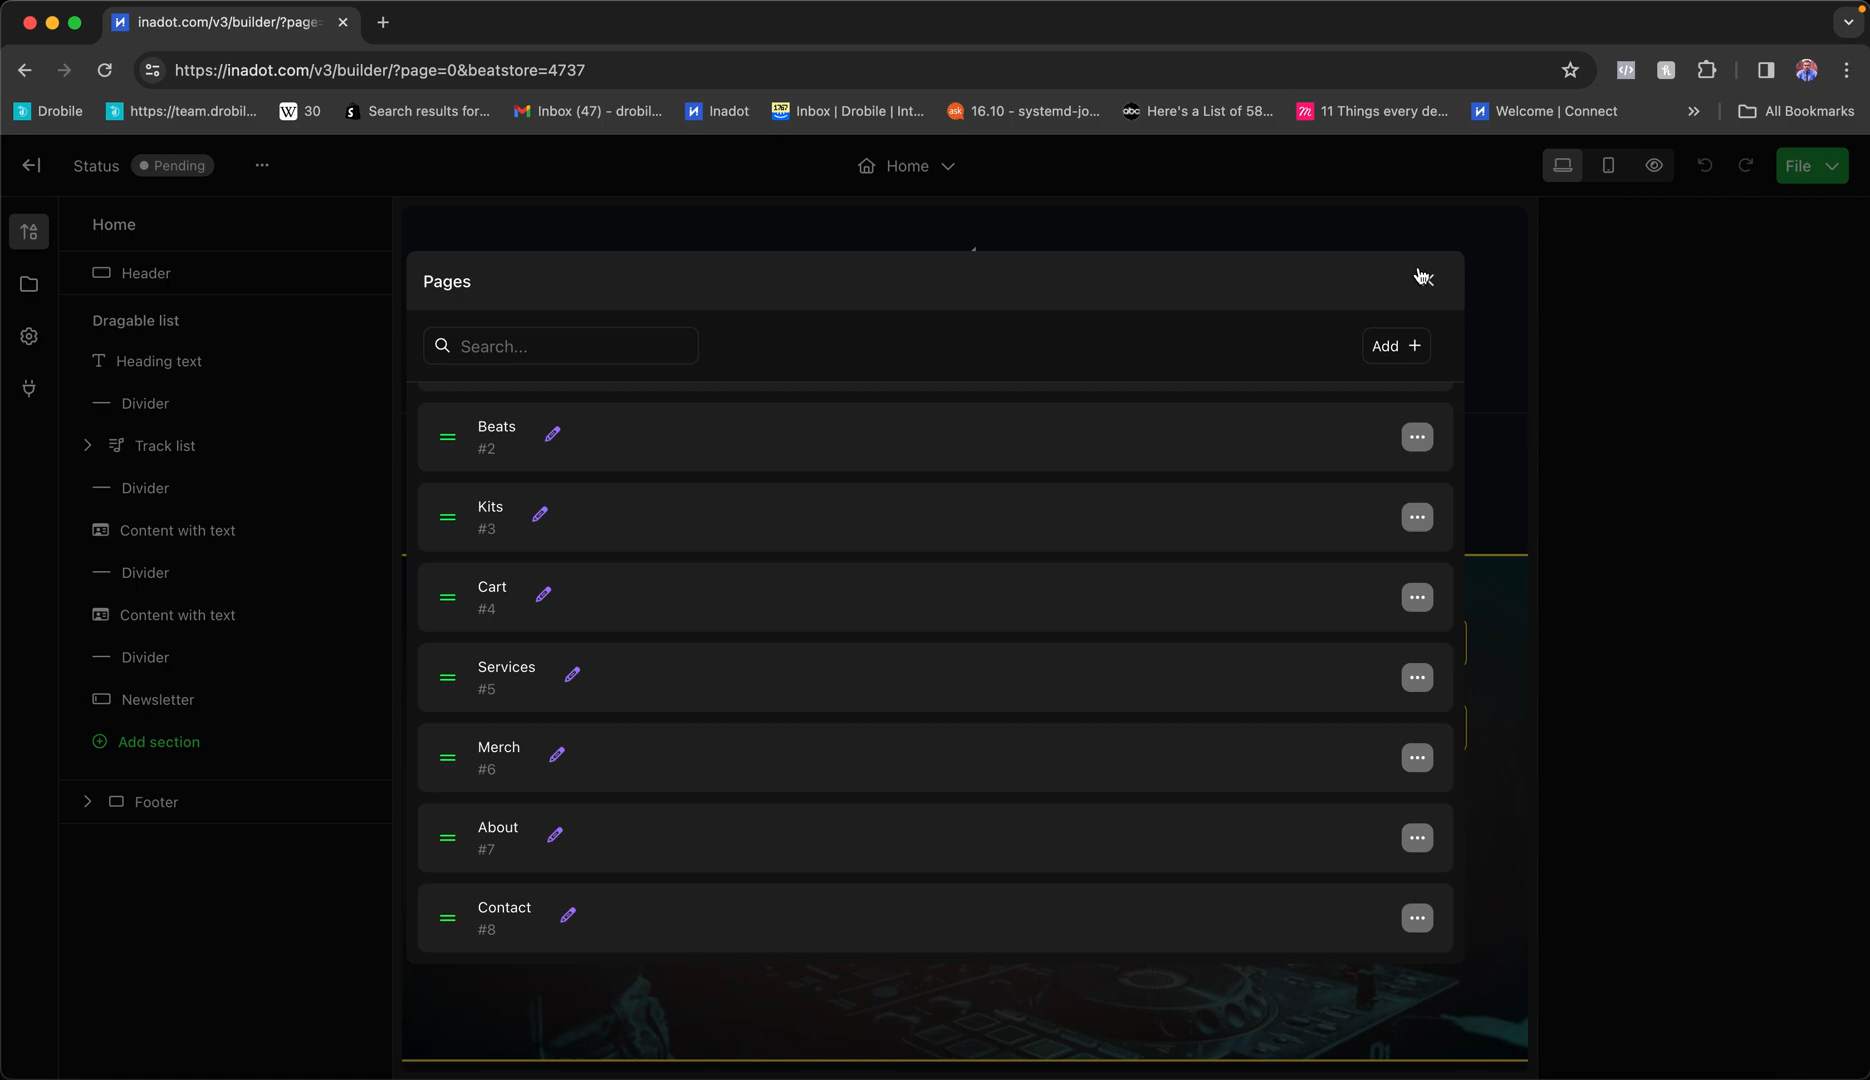 inadot.com/v3/builder/?page=
https://inadot.com/v3/builder/?page=0&beatstore=4737
Drobile
https://team.drobil...
30
Search results for...
Inbox (47) - drobil...
Inadot
Inbox | Drobile | Int...
16.10 - systemd-jo...
Here's a List of 58...
11 Things every de...
Welcome | Connect
All Bookmarks
Status
Pending
Home
File
Home
Header
Dragable list
Heading text
Divider
Track list
Divider
Content with text
Divider
Content with text
Divider
Newsletter
Add section
Footer
Pages
Search...
Add
Beats
#2
Kits
#3
Cart
#4
Services
#5
Merch
#6
About
#7
Contact
#8